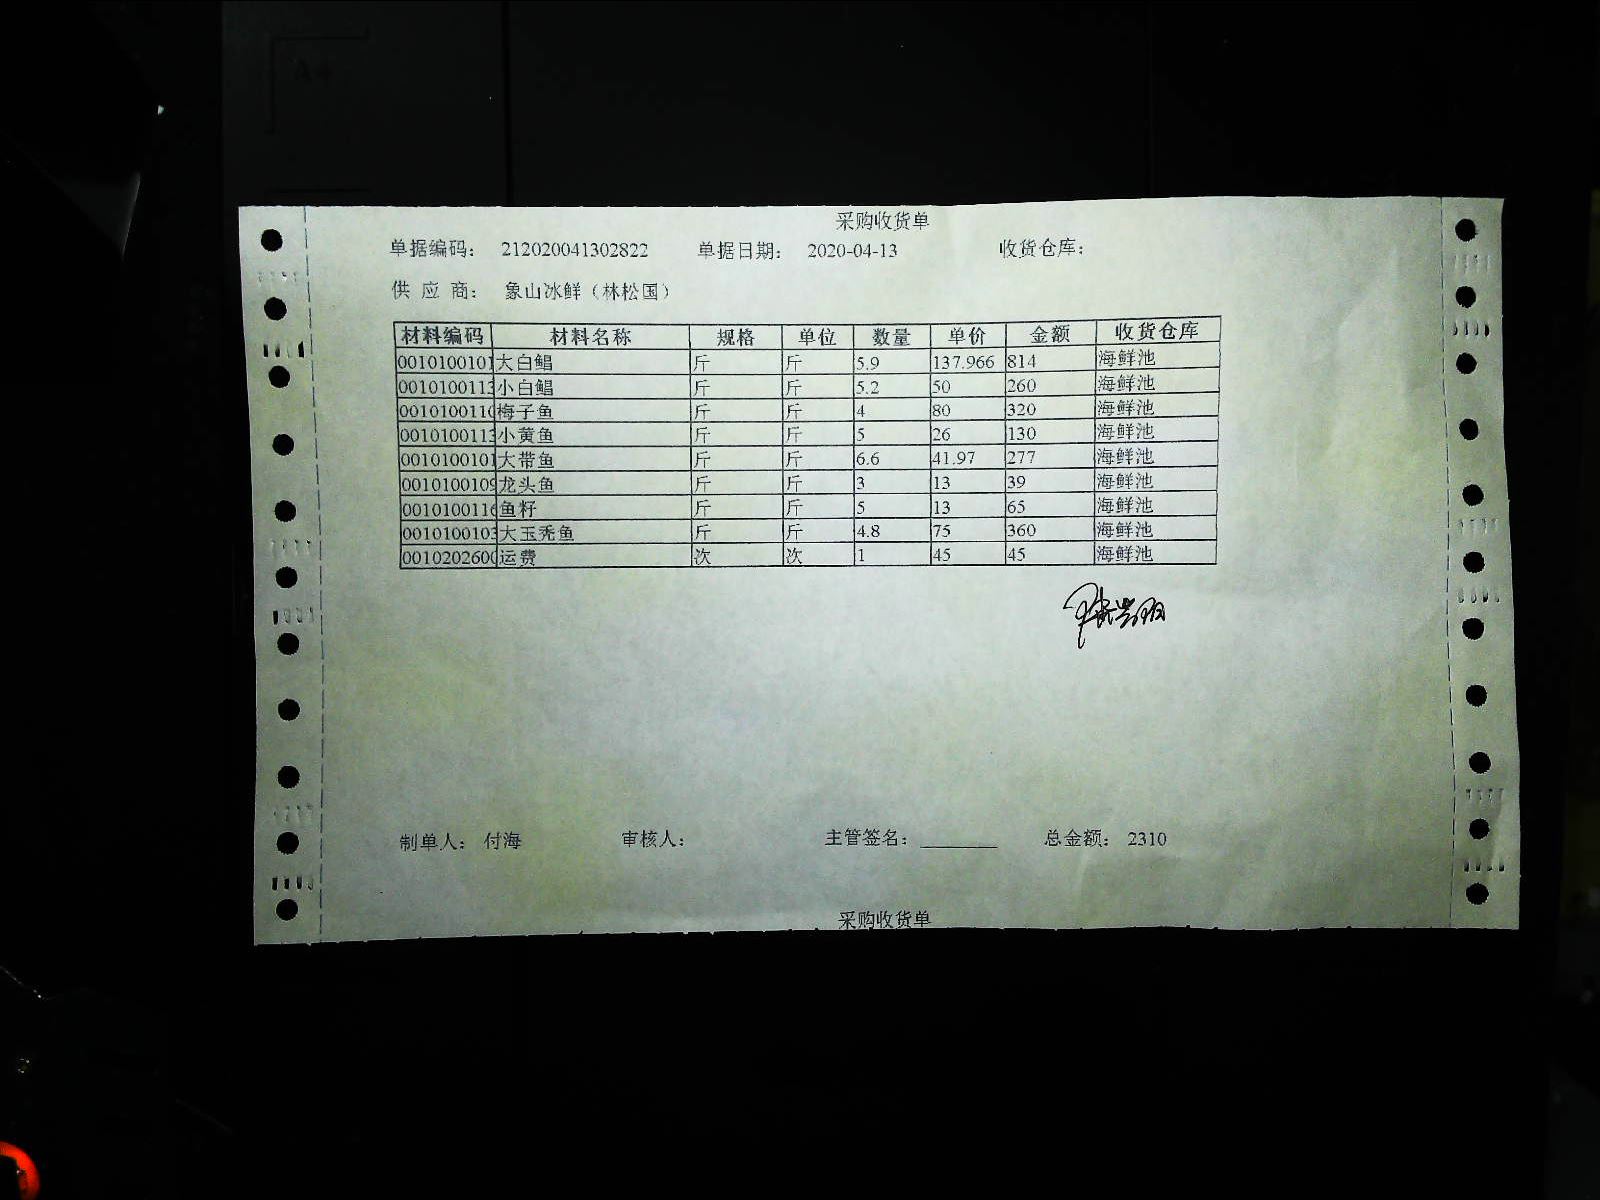 采购收货单
单据编码： 212020041302822 单据日期： 2020-04-13 收货仓库：
供 应 商： 象山冰鲜（林松国）
材料编码 材料名称 规格 单位 数量 单价 金额 收货仓库
0010100101 大白鲳 斤 斤 5.9 137.966 814 海鲜池
001010011 小白鲳 斤 斤 5.2 50 260 海鲜池
001010011 梅子鱼 斤 斤 4 80 320 海鲜池
001010011 小黄鱼 斤 斤 5 26 130 海鲜池
0010100101 大带鱼 斤 斤 6.6 41.97 277 海鲜池
001010010 龙头鱼 斤 斤 3 13 39 海鲜池
001010011 鱼籽 斤 斤 5 13 65 海鲜池
001010010 大玉秃鱼 斤 斤 4.8 75 360 海鲜池
001020260 运费 次 次 1 45 45 海鲜池
制单人： 付海 审核人： 主管签名： 总金额： 2310
采购收货单